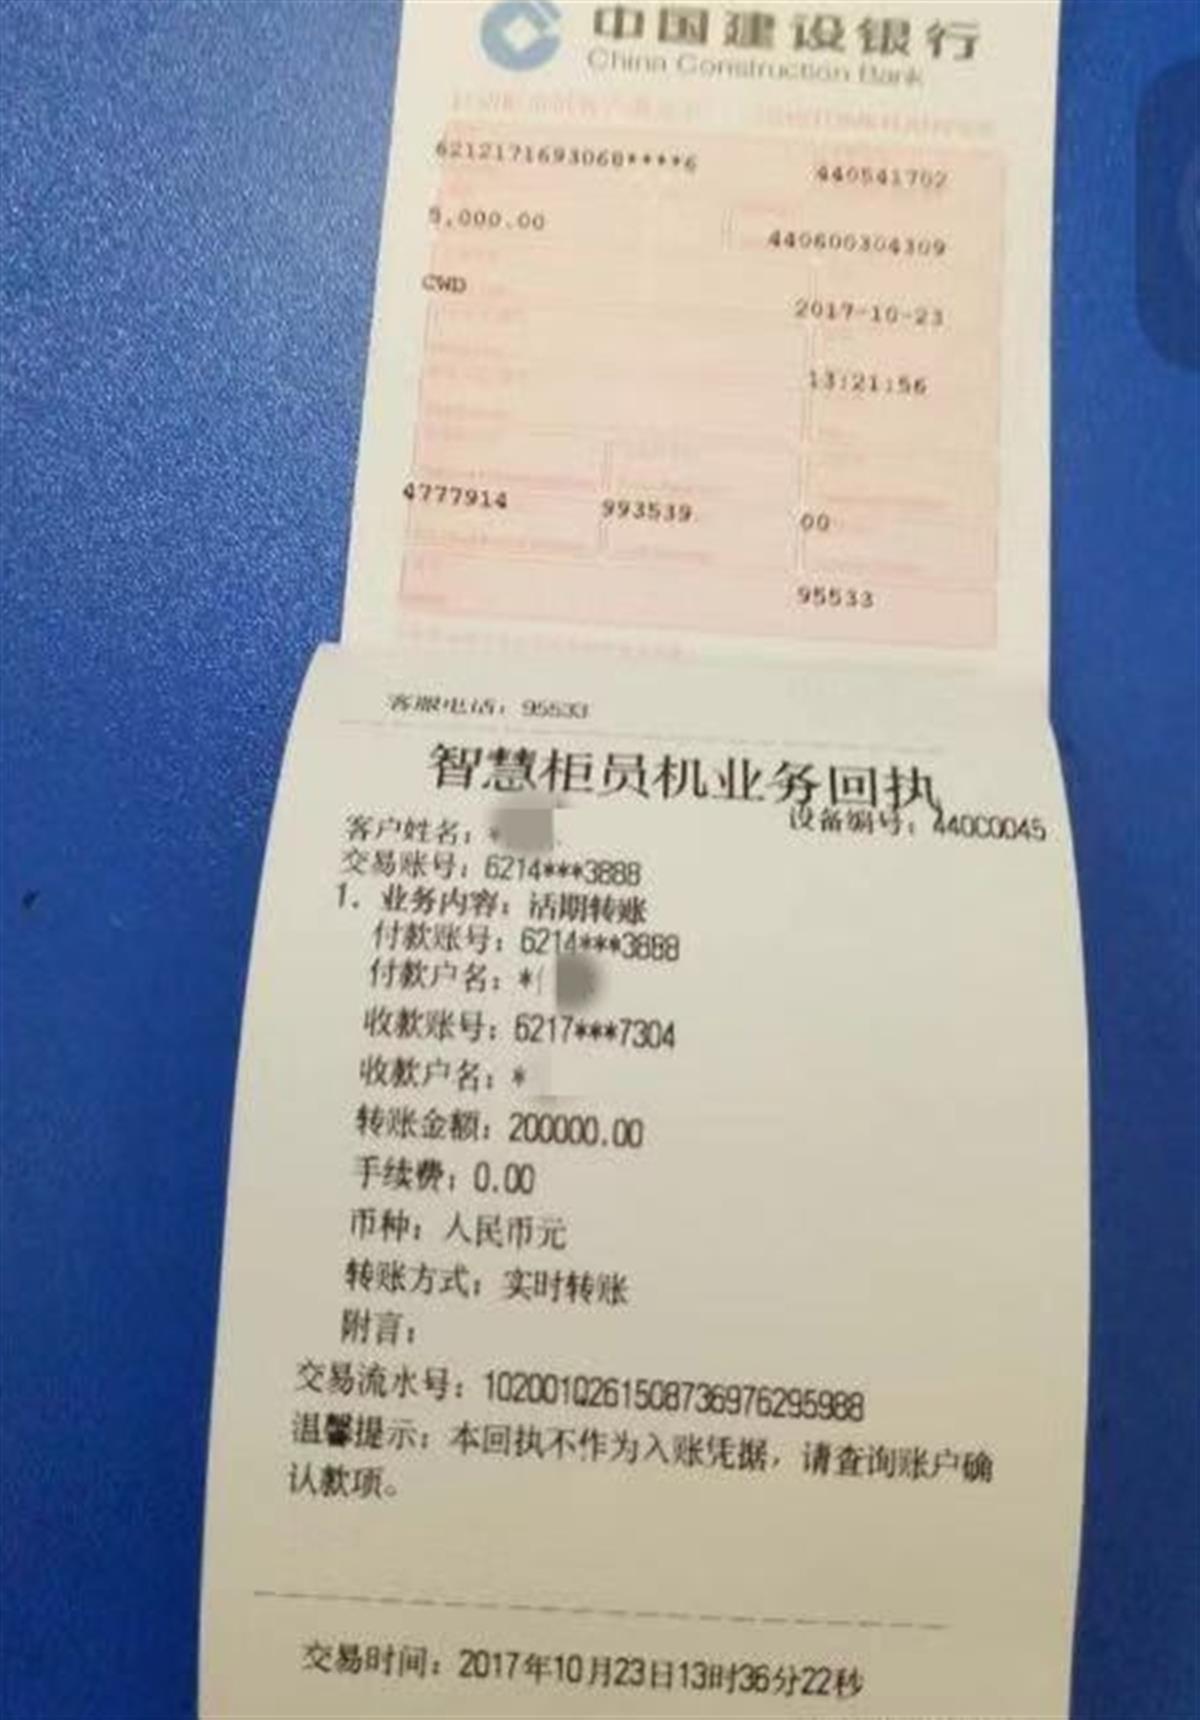 中国建设银行
China Construction Bank
6212171693068****6 440541702
5,000.00 440600304309
CWD 2017-10-23
13:21:56
4777914 993539 00
95533
客服电话：95533
智慧柜员机业务回执
设备编号：440C0045
客户姓名：*
交易账号：6214***3888
1. 业务内容：活期转账
付款账号：6214***3888
付款户名：*
收款账号：6217***7304
收款户名：*
转账金额：200000.00
手续费：0.00
币种：人民币元
转账方式：实时转账
附言：
交易流水号：102001Q261508736976295988
温馨提示：本回执不作为入账凭据，请查询账户确
认款项。
交易时间：2017年10月23日13时36分22秒